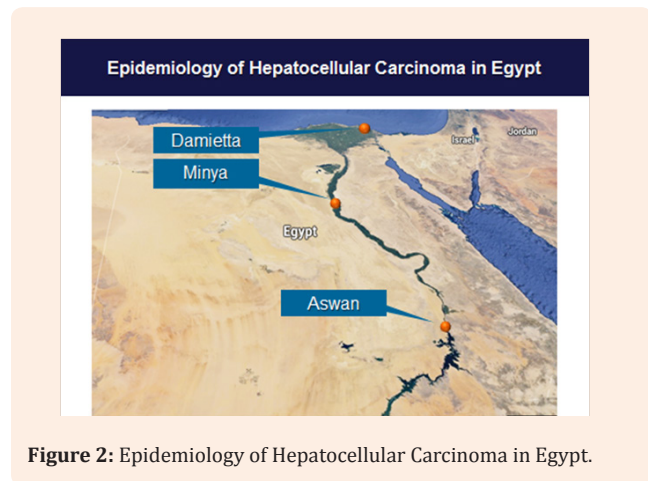 Epidemiology of Hepatocellular Carcinoma in Egypt
Damietta
Israel
Jordan
Minya
Egypt
Aswan
Figure 2: Epidemiology of Hepatocellular Carcinoma in Egypt.